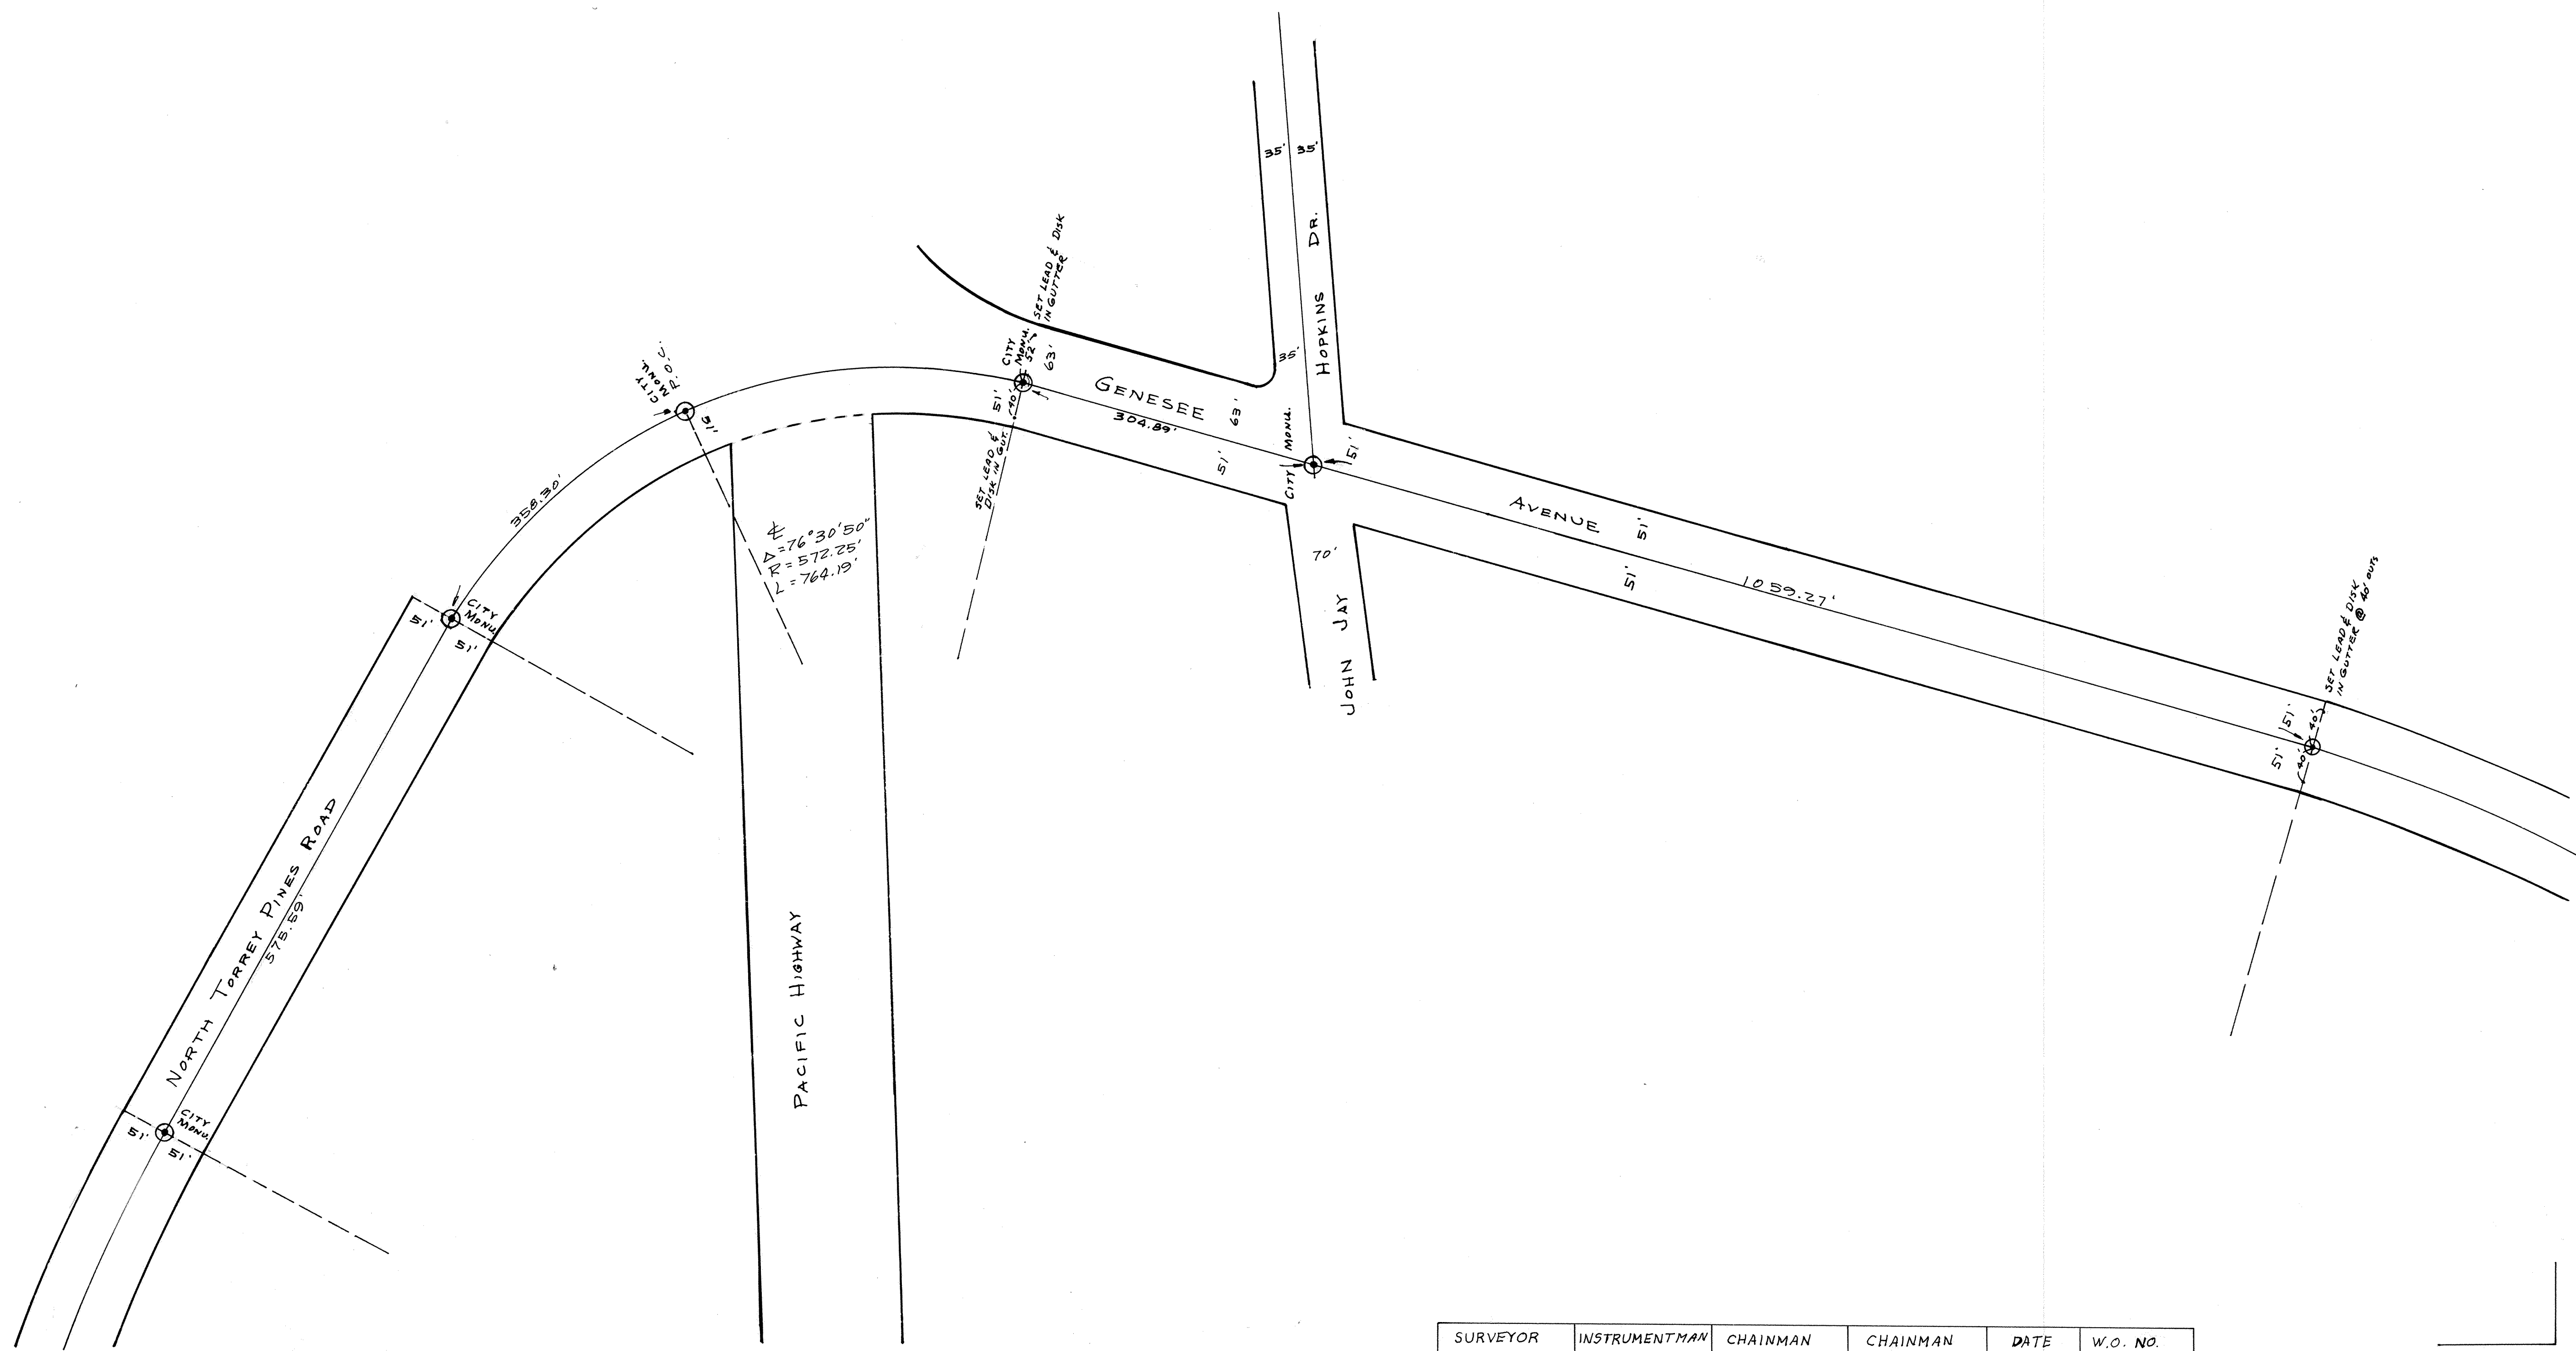 35' 35'
HOPKINS DR.
35'
SET LEAD & DISK
IN GUTTER
CITY
MONU.
52'
63'
CITY
MONU.
P.O.C.
51'
51'
40'
SET LEAD &
DISK IN GUT.
GENESEE
304.89'
63'
51'
CITY MONU.
51'
AVENUE
51'
51'
1059.27'
70'
JOHN JAY
358.30'
℄
Δ=76°30'50"
R=572.25'
L=764.19'
CITY
MONU.
51'
51'
SET LEAD & DISK
IN GUTTER @ 40' OUTS
51'
40'
51'
40'
NORTH TORREY PINES ROAD
575.59'
PACIFIC HIGHWAY
CITY
MONU.
51'
51'
SURVEYOR INSTRUMENTMAN CHAINMAN CHAINMAN DATE W.O. NO.